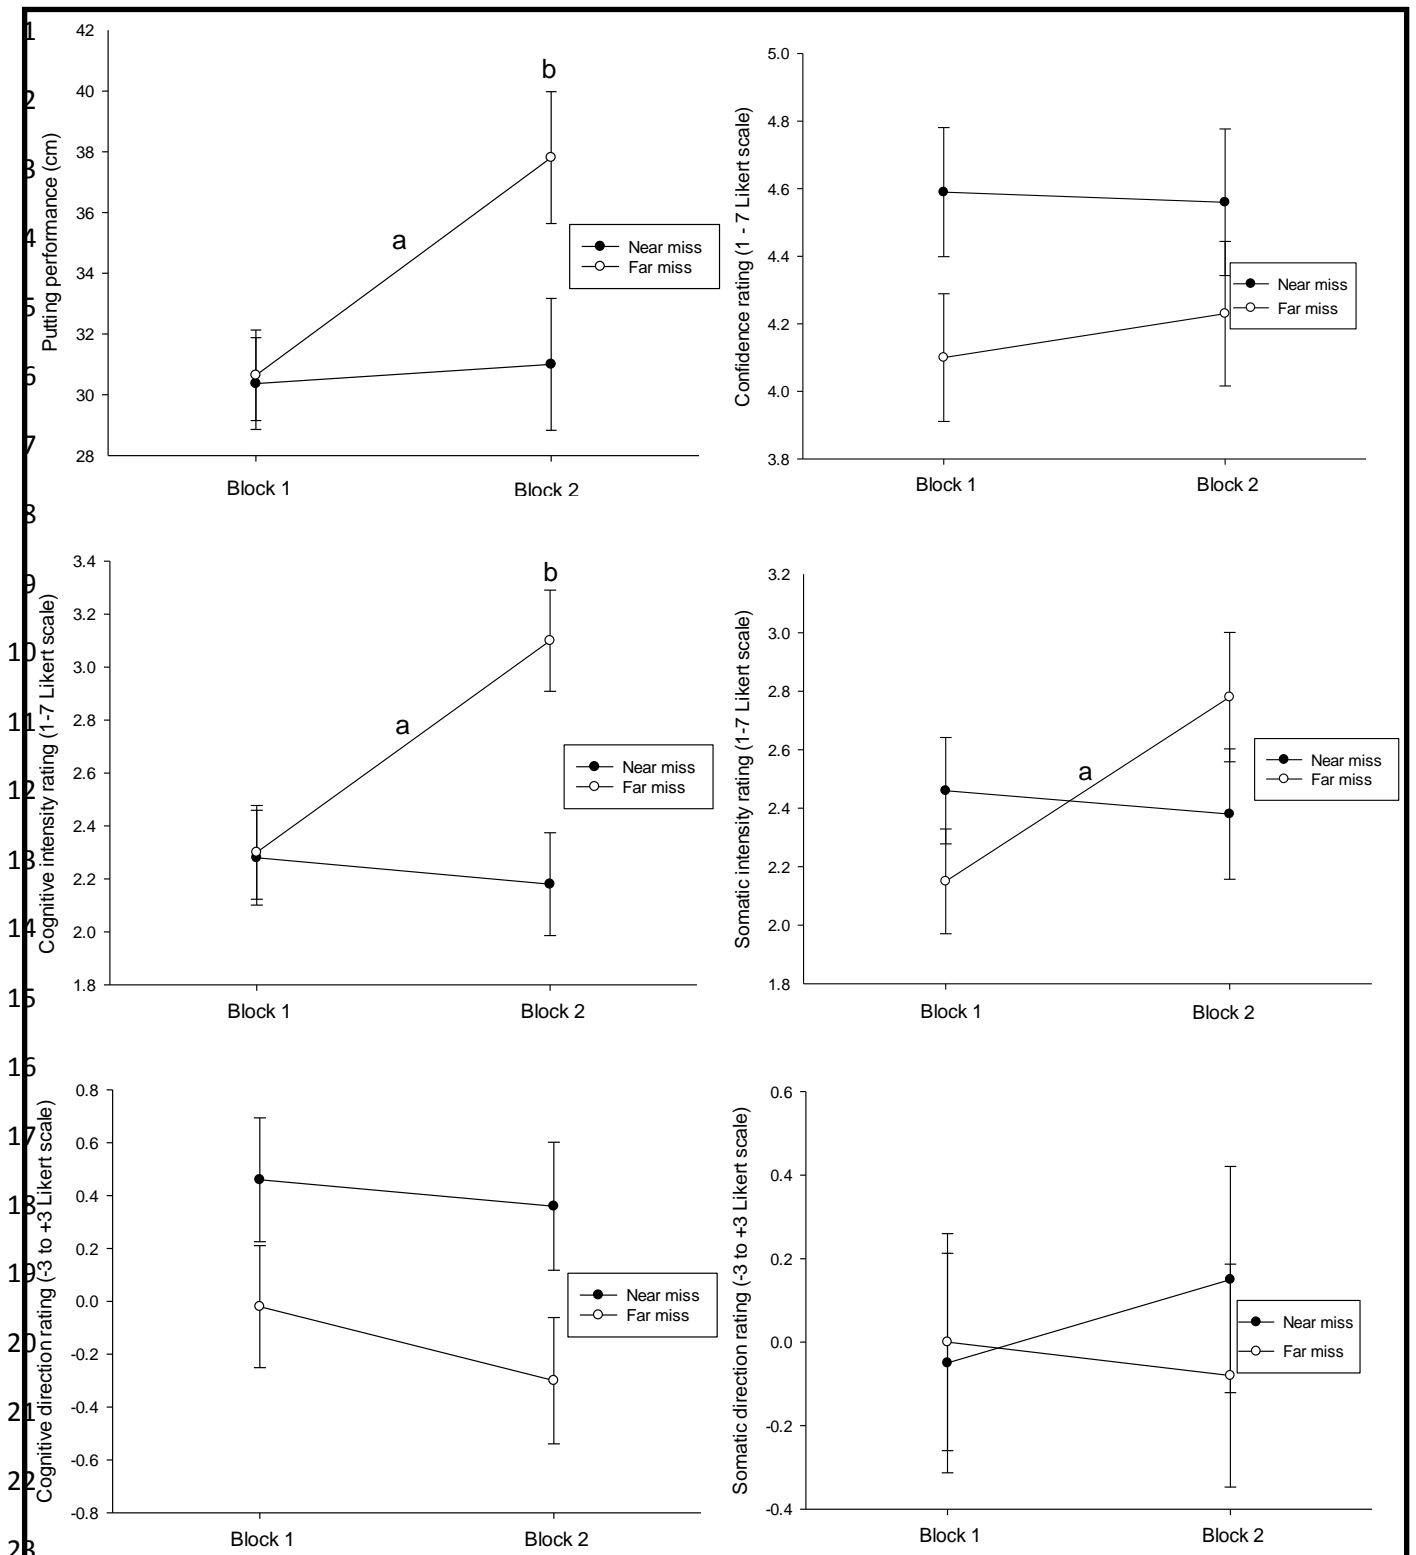 1
2
3
4
5
6
7
8
9
10
11
12
13
14
15
16
17
18
19
20
21
22
23
Putting performance (cm)
42
40
38
36
34
32
30
28
a
b
Near miss
Far miss
Block 1
Block 2
Confidence rating (1 - 7 Likert scale)
5.0
4.8
4.6
4.4
4.2
4.0
3.8
Near miss
Far miss
Block 1
Block 2
Cognitive intensity rating (1-7 Likert scale)
3.4
3.2
3.0
2.8
2.6
2.4
2.2
2.0
1.8
a
b
Near miss
Far miss
Block 1
Block 2
Somatic intensity rating (1-7 Likert scale)
3.2
3.0
2.8
2.6
2.4
2.2
2.0
1.8
a
Near miss
Far miss
Block 1
Block 2
Cognitive direction rating (-3 to +3 Likert scale)
0.8
0.6
0.4
0.2
0.0
-0.2
-0.4
-0.6
-0.8
Near miss
Far miss
Block 1
Block 2
Somatic direction rating (-3 to +3 Likert scale)
0.6
0.4
0.2
0.0
-0.2
-0.4
Near miss
Far miss
Block 1
Block 2